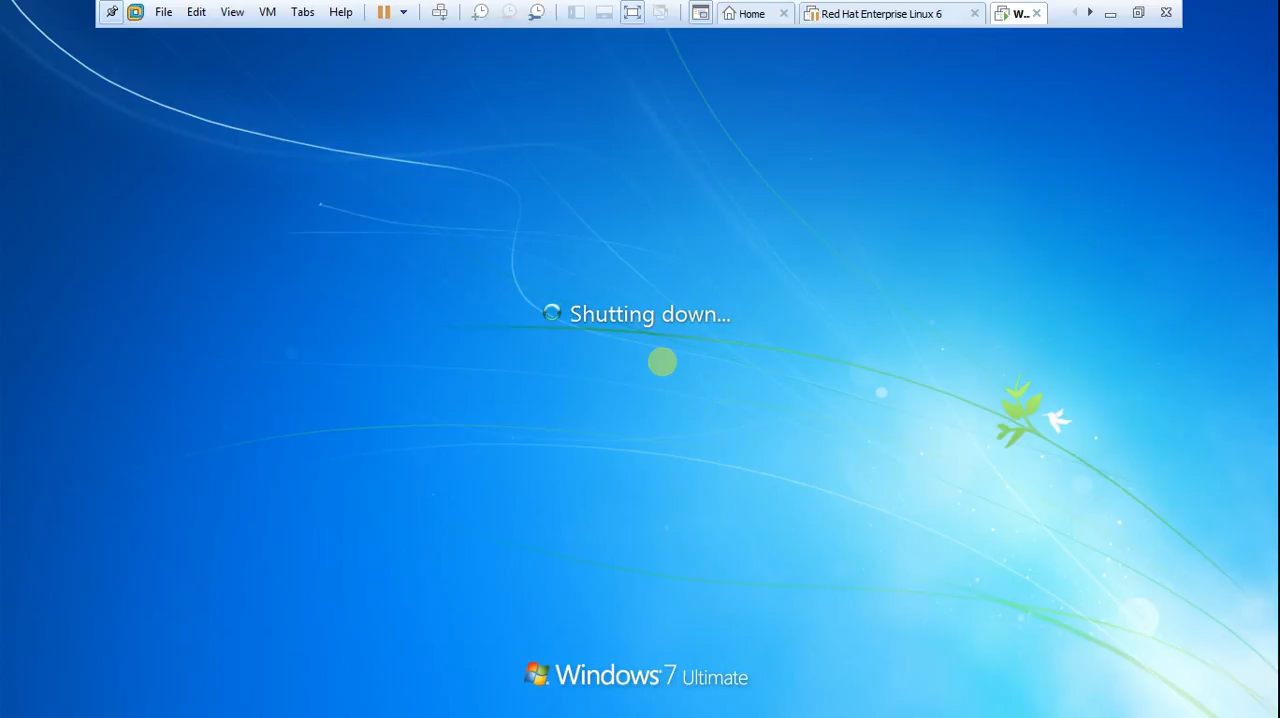 File Edit View VM Tabs Help Home Red Hat Enterprise Linux 6 W...
Shutting down...
Windows 7 Ultimate